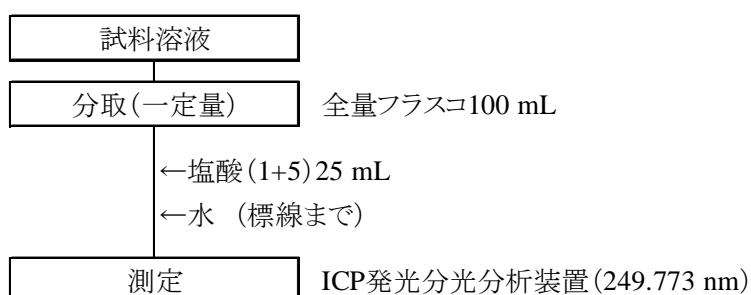 試料溶液
分取(一定量) 全量フラスコ100 mL
←塩酸(1+5)25 mL
←水 (標線まで)
測定 ICP発光分光分析装置(249.773 nm)